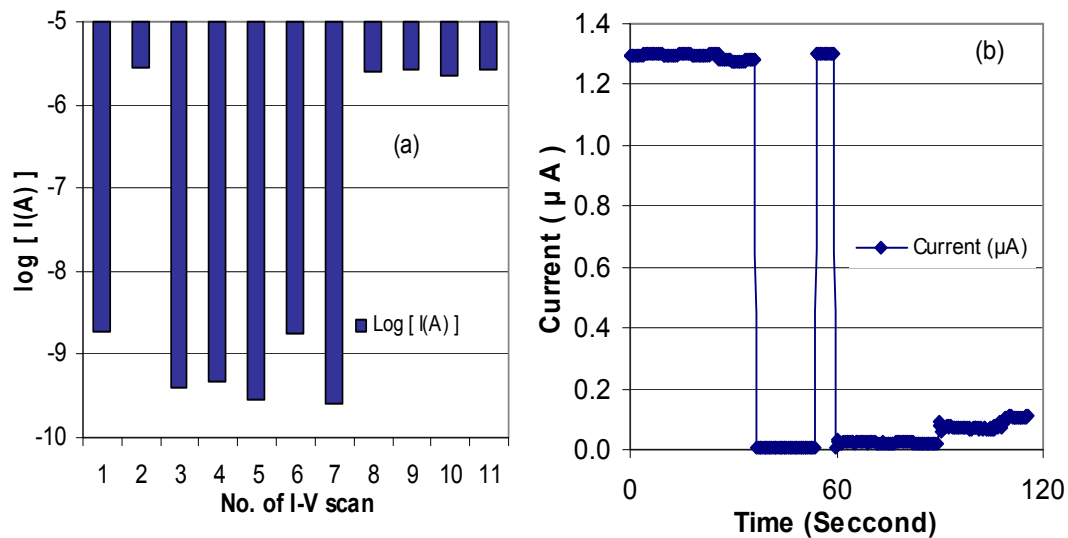 -5
-6
-7
-8
-9
-10
log [ I(A) ]
(a)
Log [ I(A) ]
1 2 3 4 5 6 7 8 9 10 11
No. of I-V scan
1.4
1.2
1.0
0.8
0.6
0.4
0.2
0.0
Current ( µ A )
(b)
Current (µA)
0 60 120
Time (Seccond)